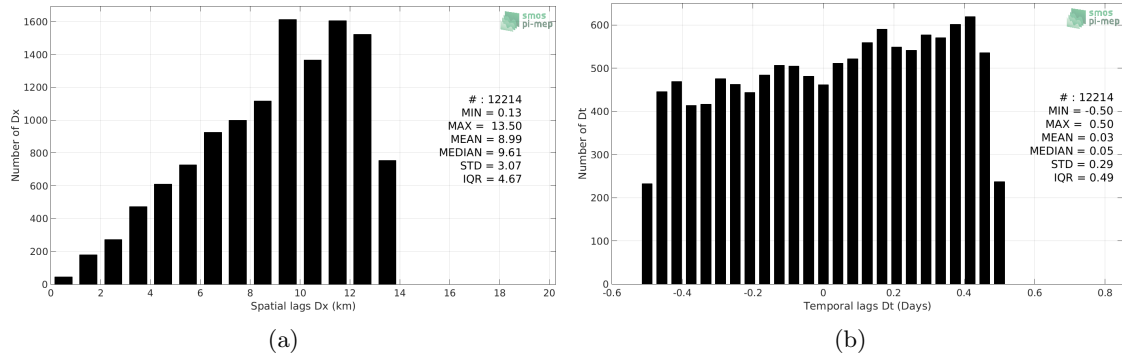 1600
1400
1200
1000
800
600
400
200
0
Number of Dx
smos
pi-mep
# : 12214
MIN = 0.13
MAX = 13.50
MEAN = 8.99
MEDIAN = 9.61
STD = 3.07
IQR = 4.67
0 2 4 6 8 10 12 14 16 18 20
Spatial lags Dx (km)
(a)
600
500
400
300
200
100
0
Number of Dt
smos
pi-mep
# : 12214
MIN = -0.50
MAX = 0.50
MEAN = 0.03
MEDIAN = 0.05
STD = 0.29
IQR = 0.49
-0.6 -0.4 -0.2 0 0.2 0.4 0.6 0.8
Temporal lags Dt (Days)
(b)